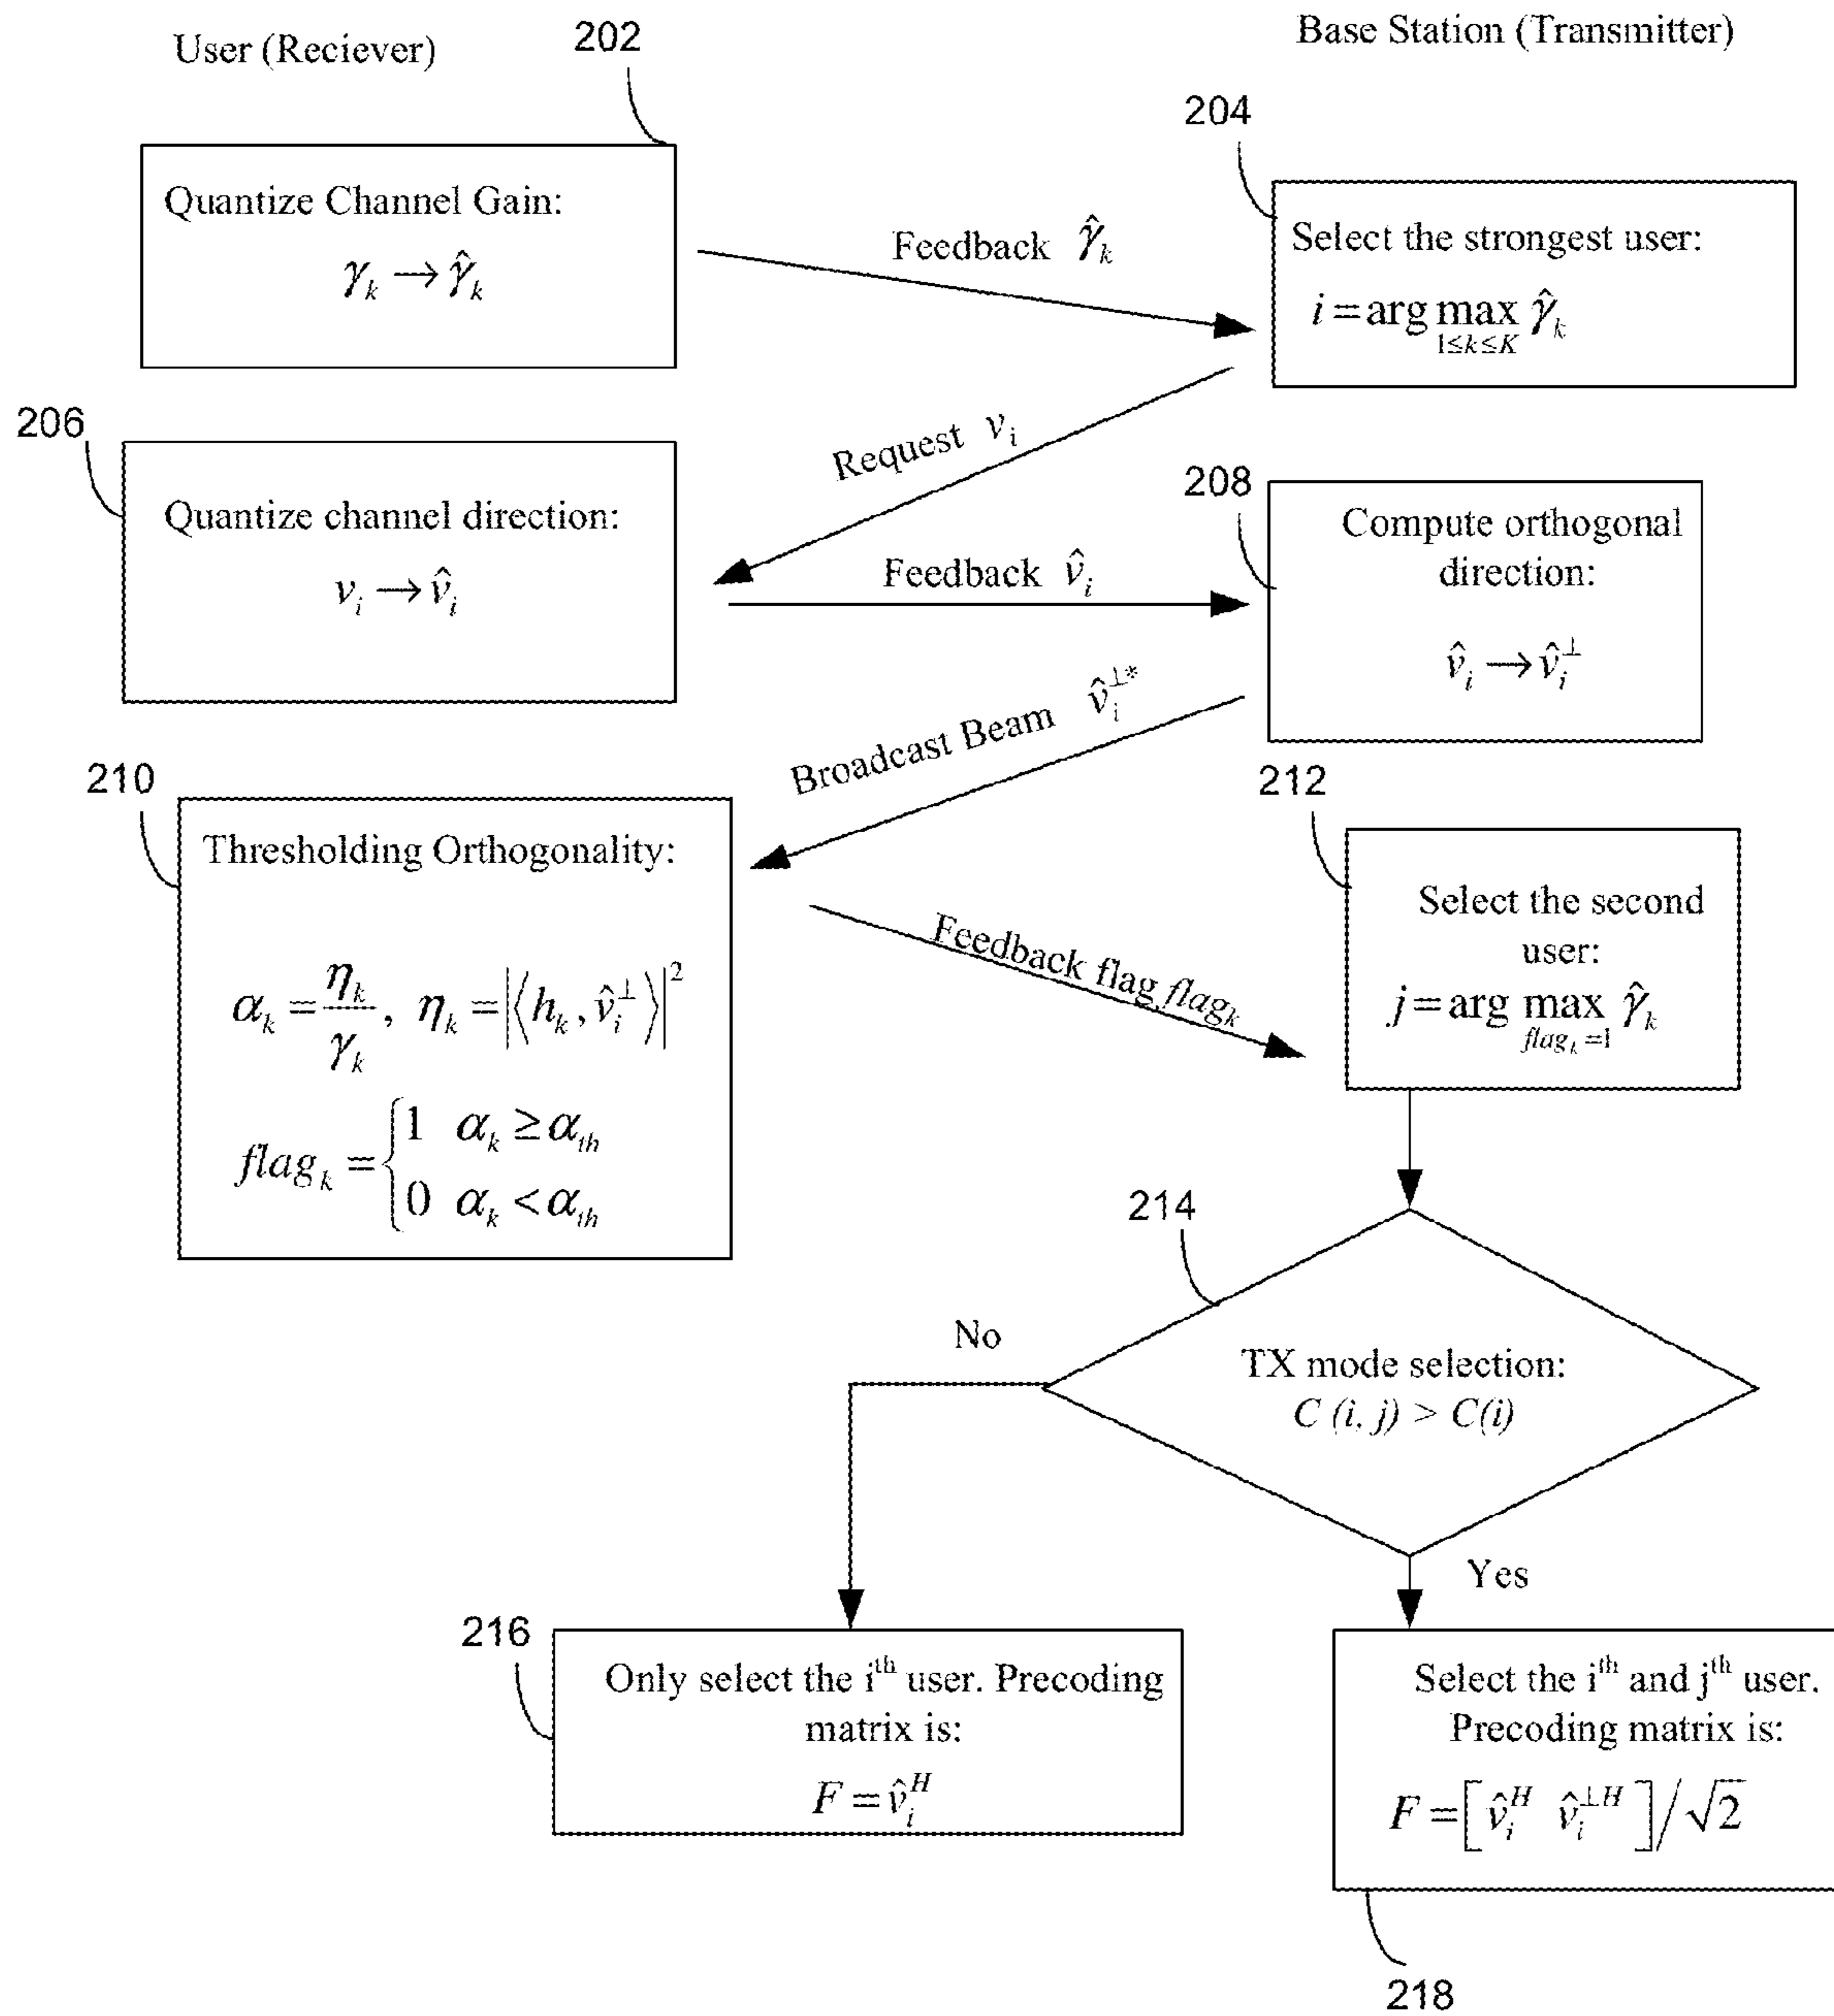 User (Reciever)
202
Base Station (Transmitter)
204
Quantize Channel Gain:
γ_k → γ̂_k
Feedback γ̂_k
Select the strongest user:
i = arg max γ̂_k
1≤k≤K
206
Request v_i
Quantize channel direction:
v_i → v̂_i
Feedback v̂_i
208
Compute orthogonal
direction:
v̂_i → v̂_i^⊥
Broadcast Beam v̂_i^⊥*
210
Thresholding Orthogonality:
α_k = η_k / γ_k, η_k = |⟨h_k, v̂_i^⊥⟩|^2
flag_k = { 1 α_k ≥ α_th
0 α_k < α_th
Feedback flag flag_k
212
Select the second
user:
j = arg max γ̂_k
flag_k =1
214
TX mode selection:
C (i, j) > C(i)
No
Yes
216
Only select the i^th user. Precoding
matrix is:
F = v̂_i^H
Select the i^th and j^th user.
Precoding matrix is:
F = [ v̂_i^H v̂_i^⊥H ] / √2
218